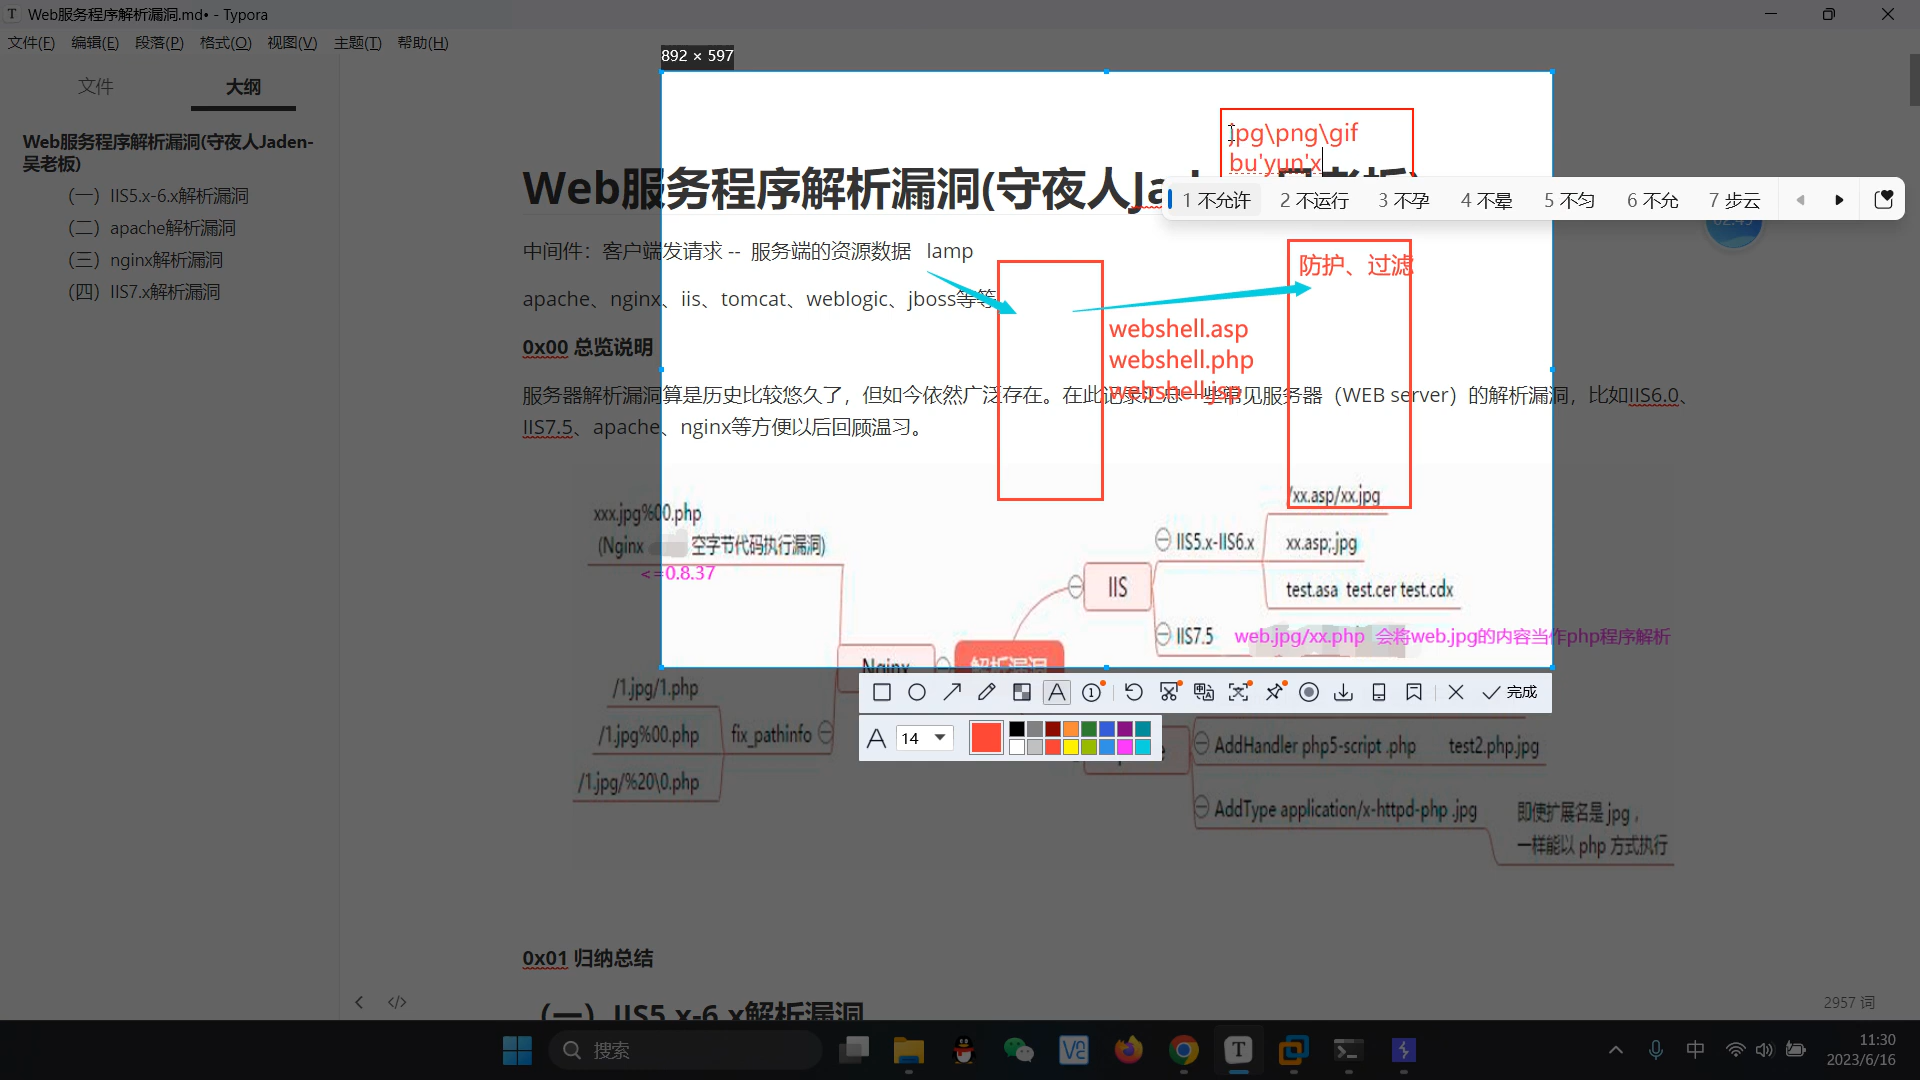 Web服务程序解析漏洞.md• - Typora
文件(F) 编辑(E) 段落(P) 格式(O) 视图(V) 主题(T) 帮助(H)
文件 大纲
Web服务程序解析漏洞(守夜人Jaden-
吴老板)
（一）IIS5.x-6.x解析漏洞
（二）apache解析漏洞
（三）nginx解析漏洞
（四）IIS7.x解析漏洞
892 × 597
jpg\png\gif
bu'yun'x
1 不允许 2 不运行 3 不孕 4 不晕 5 不匀 6 不允 7 步云
Web服务程序解析漏洞(守夜人Ja
中间件：客户端发请求 -- 服务端的资源数据 lamp
防护、过滤
apache、nginx、iis、tomcat、weblogic、jboss等等
webshell.asp
webshell.php
webshell.jsp
0x00 总览说明
服务器解析漏洞算是历史比较悠久了，但如今依然广泛存在。在此记录汇总一些常见服务器（WEB server）的解析漏洞，比如IIS6.0、
IIS7.5、apache、nginx等方便以后回顾温习。
xxx.jpg%00.php
(Nginx 空字节代码执行漏洞)
<=0.8.37
/xx.asp/xx.jpg
IIS5.x-IIS6.x
xx.asp;.jpg
IIS
test.asa test.cer test.cdx
IIS7.5
web.jpg/xx.php 会将web.jpg的内容当作php程序解析
Nginx
解析漏洞
完成
14
/1.jpg/1.php
/1.jpg%00.php
fix_pathinfo
/1.jpg/%20\0.php
AddHandler php5-script .php test2.php.jpg
AddType application/x-httpd-php .jpg
即使扩展名是 jpg，
一样能以 php 方式执行
0x01 归纳总结
（一）IIS5.x-6.x解析漏洞
2957 词
搜索
中
11:30
2023/6/16